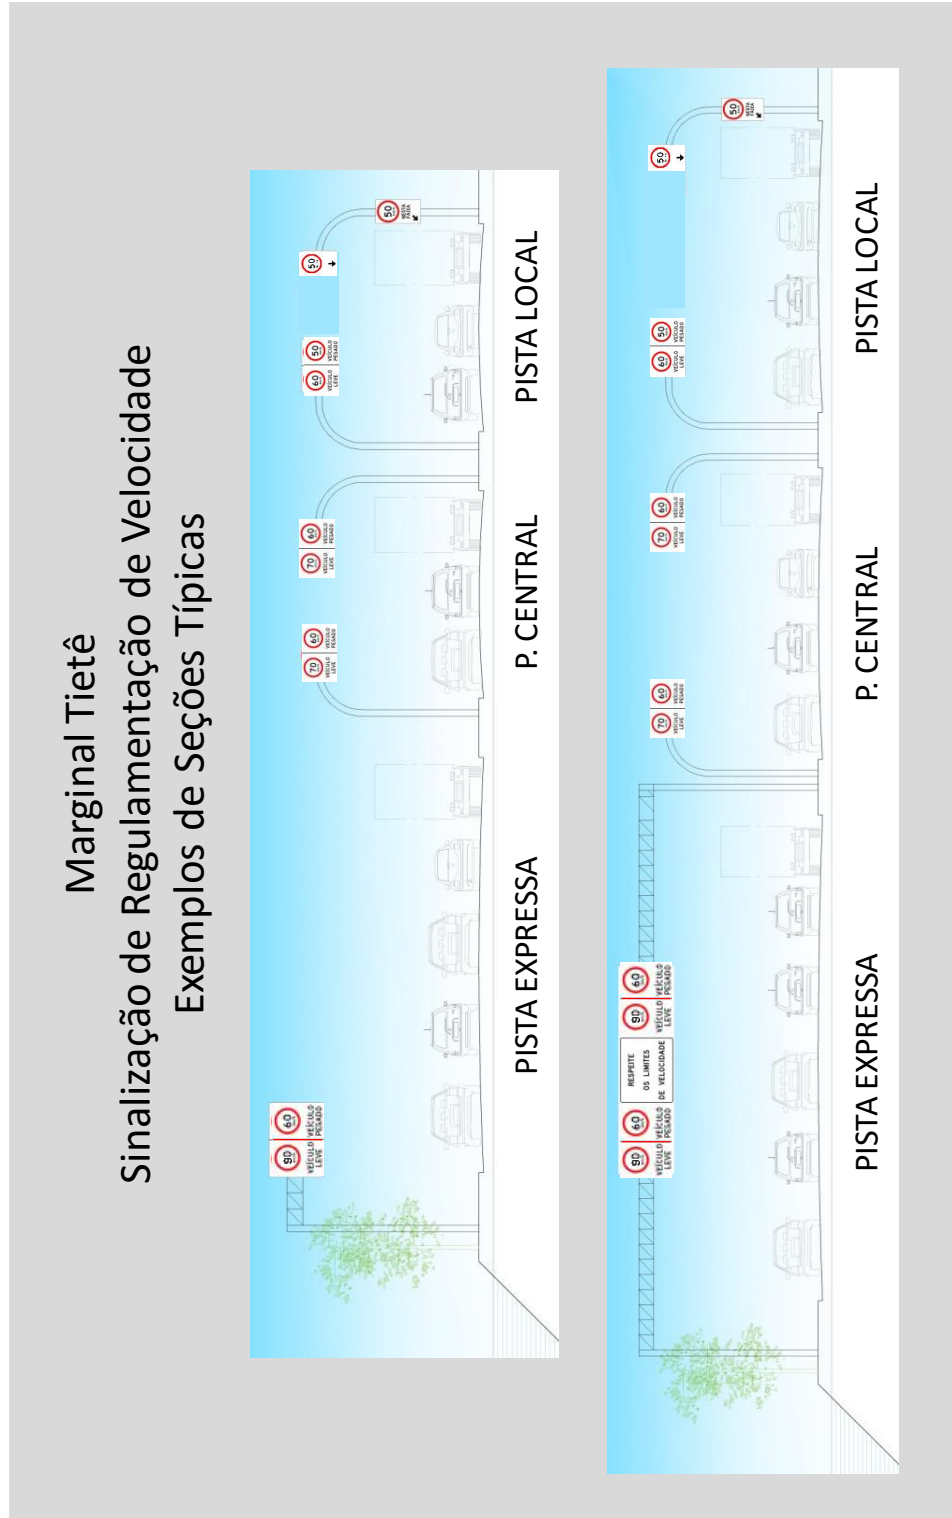 Marginal Tietê
Sinalização de Regulamentação de Velocidade
Exemplos de Seções Típicas
90
60
VEÍCULO
LEVE
VEÍCULO
PESADO
70
60
VEÍCULO
LEVE
VEÍCULO
PESADO
70
60
VEÍCULO
LEVE
VEÍCULO
PESADO
60
50
VEÍCULO
LEVE
VEÍCULO
PESADO
50
50
NESTA
FAIXA
PISTA EXPRESSA
P. CENTRAL
PISTA LOCAL
90
60
VEÍCULO
LEVE
VEÍCULO
PESADO
RESPEITE
OS LIMITES
DE VELOCIDADE
90
60
VEÍCULO
LEVE
VEÍCULO
PESADO
70
60
VEÍCULO
LEVE
VEÍCULO
PESADO
70
60
VEÍCULO
LEVE
VEÍCULO
PESADO
60
50
VEÍCULO
LEVE
VEÍCULO
PESADO
50
50
NESTA
FAIXA
PISTA EXPRESSA
P. CENTRAL
PISTA LOCAL